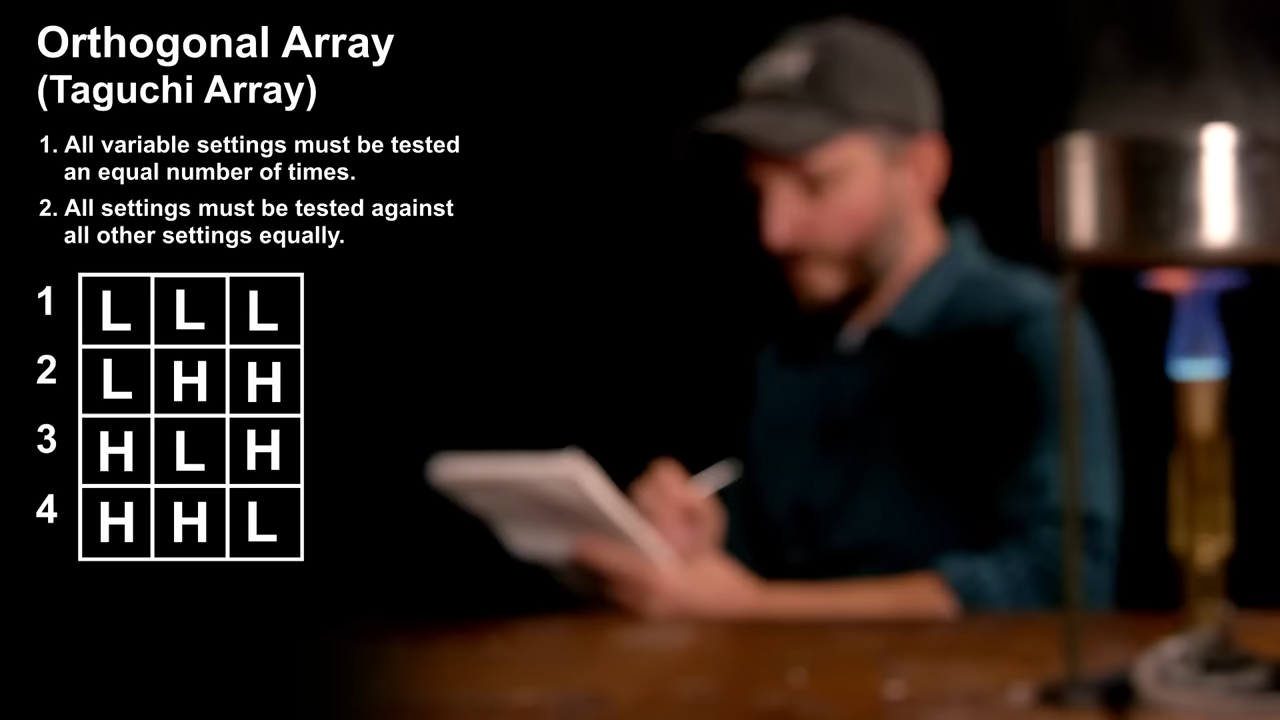 Orthogonal Array
(Taguchi Array)
1. All variable settings must be tested
an equal number of times.
2. All settings must be tested against
all other settings equally.
1 L L L
2 L H H
3 H L H
4 H H L